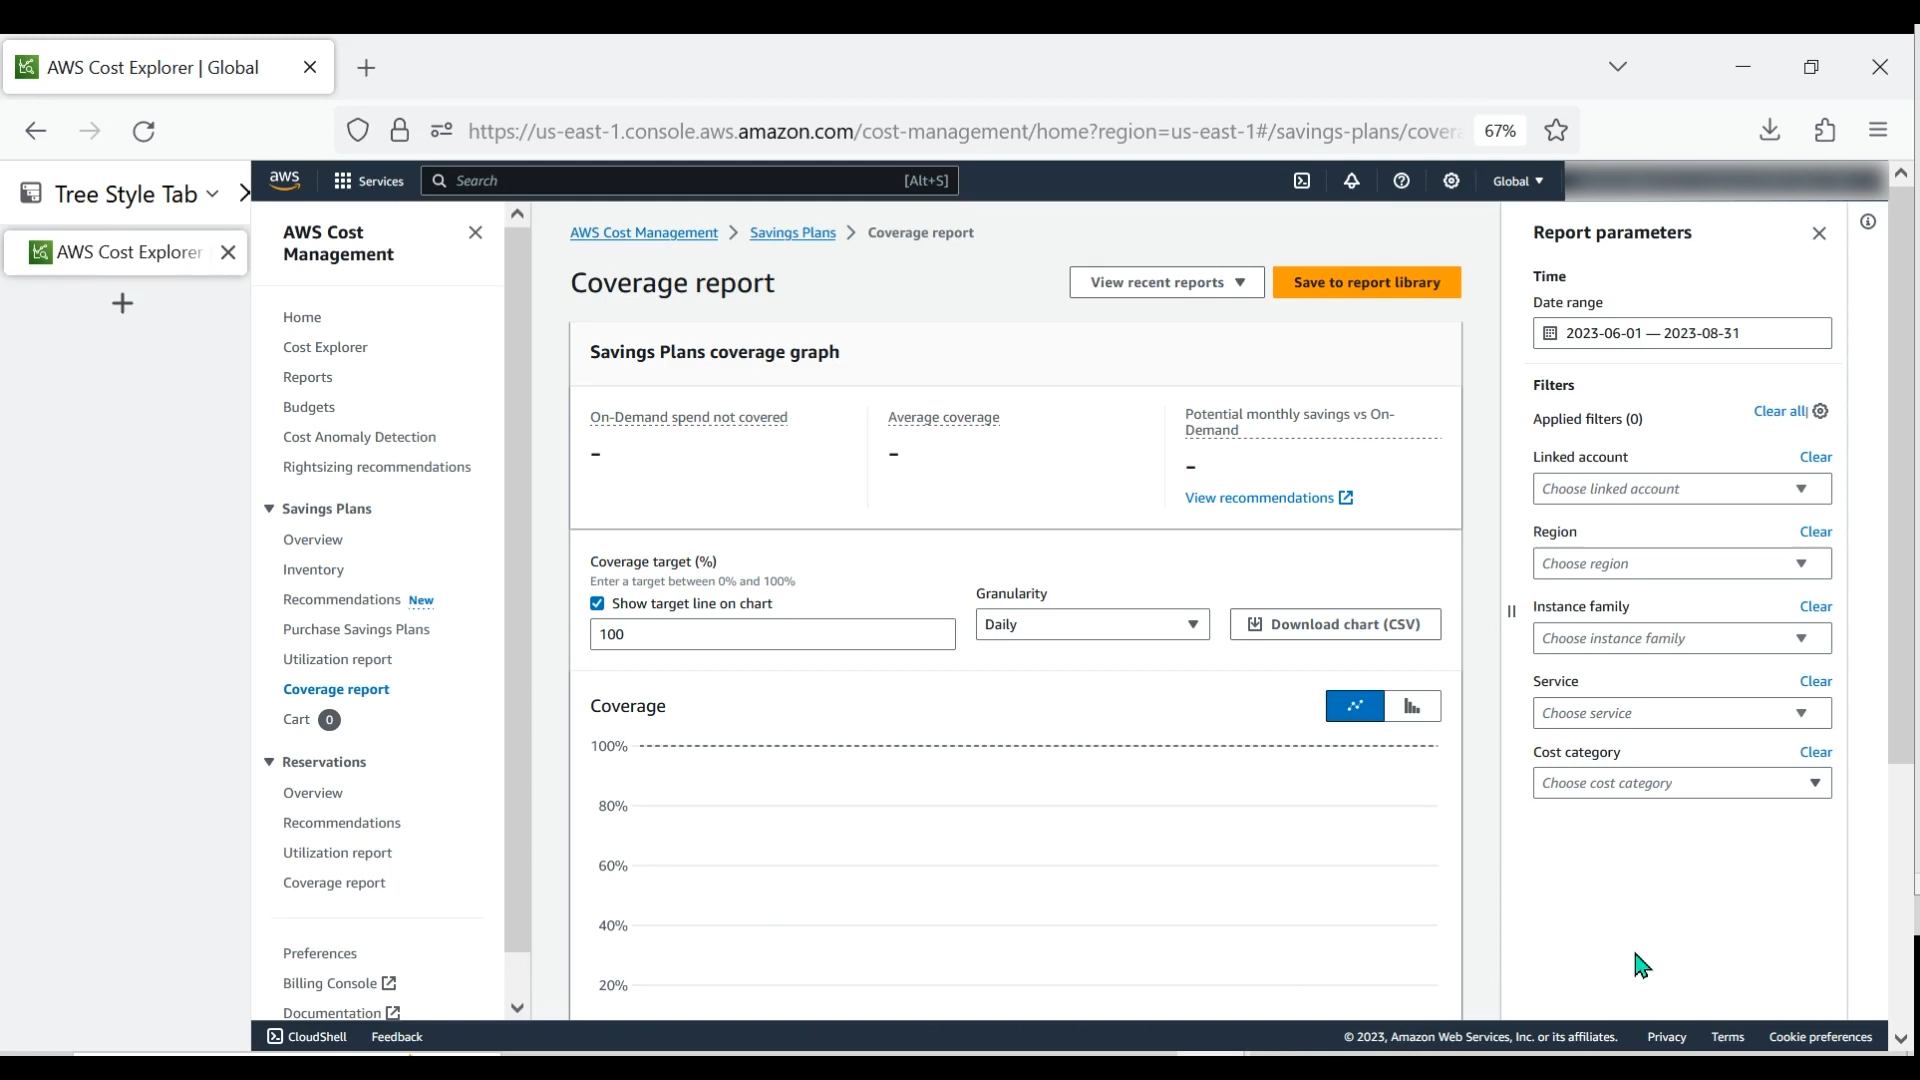 AWS Cost Explorer | Global
https://us-east-1.console.aws.amazon.com/cost-management/home?region=us-east-1#/savings-plans/covera
67%
Tree Style Tab
AWS Cost Explorer
aws
Services
Search
[Alt+S]
Global
AWS Cost
Management
Home
Cost Explorer
Reports
Budgets
Cost Anomaly Detection
Rightsizing recommendations
Savings Plans
Overview
Inventory
Recommendations New
Purchase Savings Plans
Utilization report
Coverage report
Cart 0
Reservations
Overview
Recommendations
Utilization report
Coverage report
Preferences
Billing Console
Documentation
AWS Cost Management > Savings Plans > Coverage report
Coverage report
View recent reports
Save to report library
Savings Plans coverage graph
On-Demand spend not covered
–
Average coverage
–
Potential monthly savings vs On-
Demand
–
View recommendations
Coverage target (%)
Enter a target between 0% and 100%
Show target line on chart
100
Granularity
Daily
Download chart (CSV)
Coverage
100%
80%
60%
40%
20%
Report parameters
Time
Date range
2023-06-01 — 2023-08-31
Filters
Applied filters (0)
Clear all|
Linked account Clear
Choose linked account
Region Clear
Choose region
Instance family Clear
Choose instance family
Service Clear
Choose service
Cost category Clear
Choose cost category
CloudShell Feedback
© 2023, Amazon Web Services, Inc. or its affiliates. Privacy Terms Cookie preferences